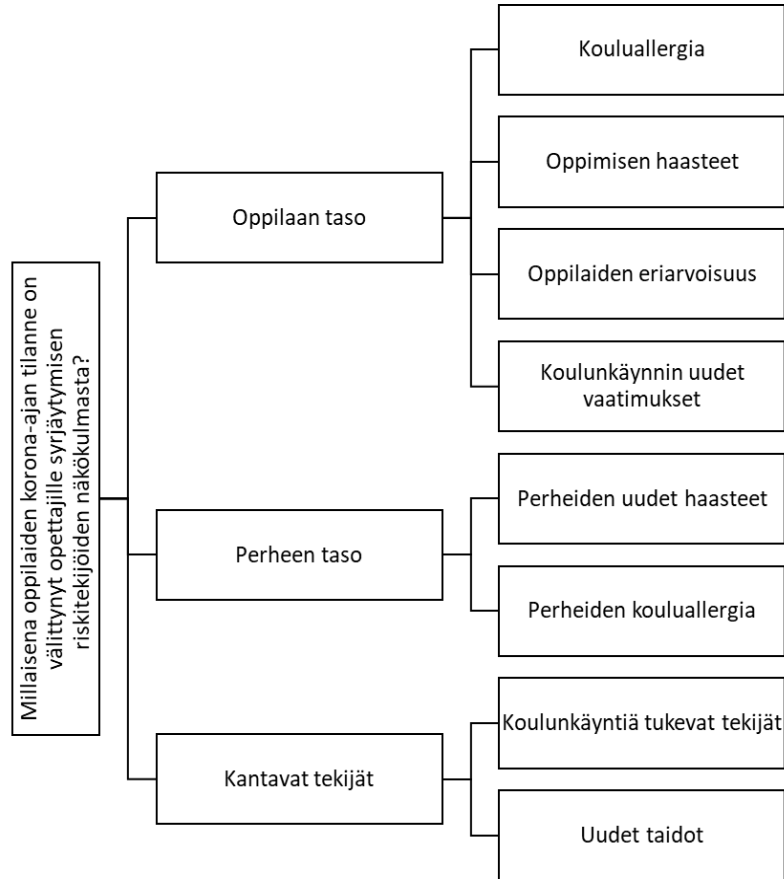 Millaisena oppilaiden korona-ajan tilanne on
välittynyt opettajille syrjäytymisen
riskitekijöiden näkökulmasta?
Oppilaan taso
Kouluallergia
Oppimisen haasteet
Oppilaiden eriarvoisuus
Koulunkäynnin uudet
vaatimukset
Perheen taso
Perheiden uudet haasteet
Perheiden kouluallergia
Kantavat tekijät
Koulunkäyntiä tukevat tekijät
Uudet taidot